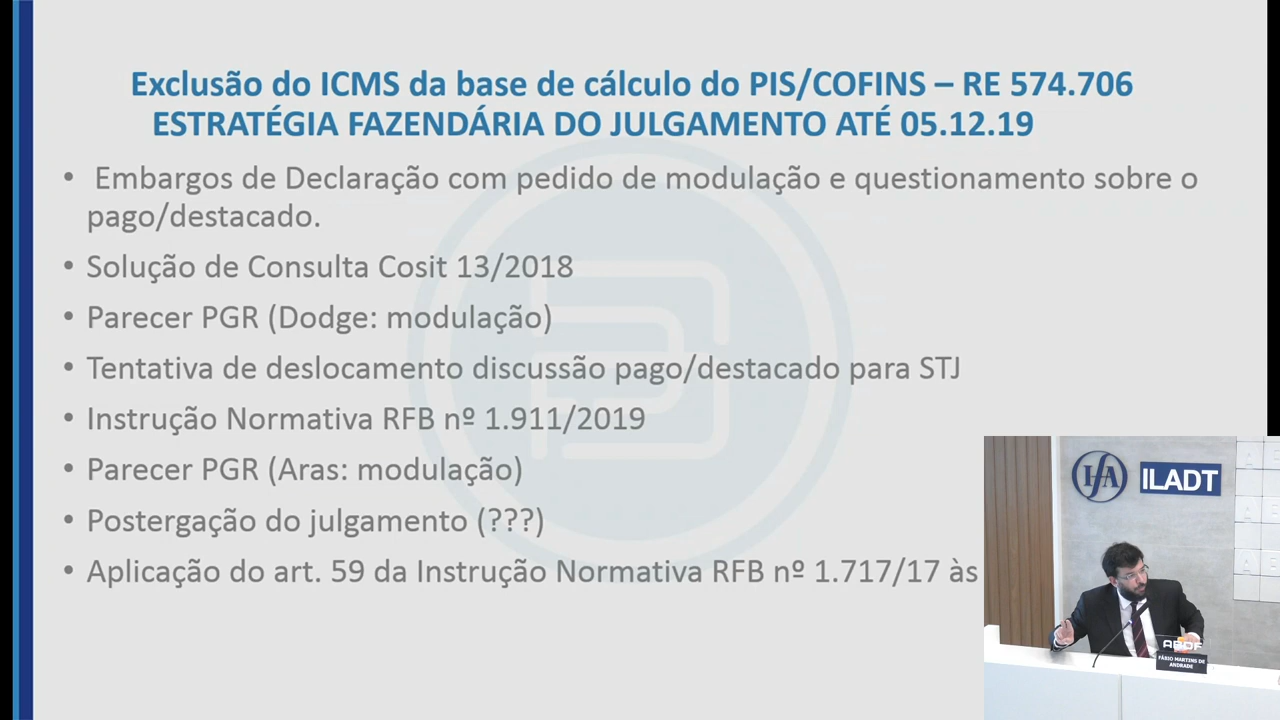 Exclusão do ICMS da base de cálculo do PIS/COFINS – RE 574.706
ESTRATÉGIA FAZENDÁRIA DO JULGAMENTO ATÉ 05.12.19
• Embargos de Declaração com pedido de modulação e questionamento sobre o
pago/destacado.
• Solução de Consulta Cosit 13/2018
• Parecer PGR (Dodge: modulação)
• Tentativa de deslocamento discussão pago/destacado para STJ
• Instrução Normativa RFB nº 1.911/2019
• Parecer PGR (Aras: modulação)
• Postergação do julgamento (???)
• Aplicação do art. 59 da Instrução Normativa RFB nº 1.717/17 às
IFA ILADT
ABDF
FÁBIO MARTINS DE
ANDRADE